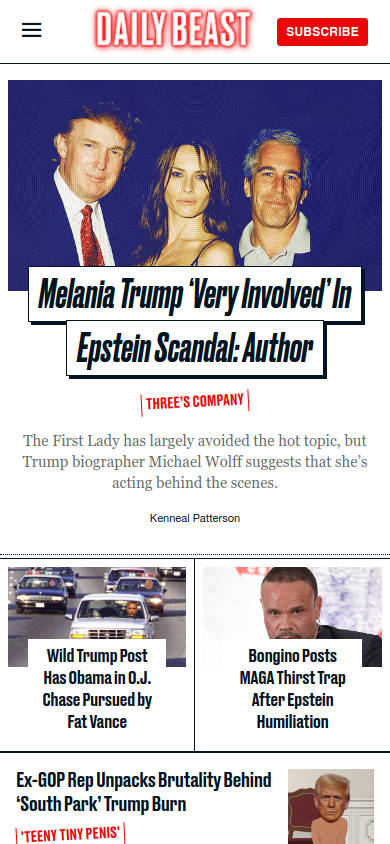 DAILY BEAST
SUBSCRIBE
Melania Trump ‘Very Involved’ In
Epstein Scandal: Author
THREE'S COMPANY
The First Lady has largely avoided the hot topic, but
Trump biographer Michael Wolff suggests that she’s
acting behind the scenes.
Kenneal Patterson
Wild Trump Post
Has Obama in O.J.
Chase Pursued by
Fat Vance
Bongino Posts
MAGA Thirst Trap
After Epstein
Humiliation
Ex-GOP Rep Unpacks Brutality Behind
‘South Park’ Trump Burn
'TEENY TINY PENIS'